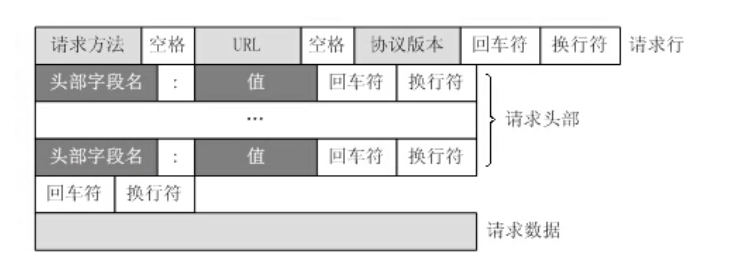 请求方法 空格 URL 空格 协议版本 回车符 换行符 请求行
头部字段名 : 值 回车符 换行符
… 请求头部
头部字段名 : 值 回车符 换行符
回车符 换行符
请求数据